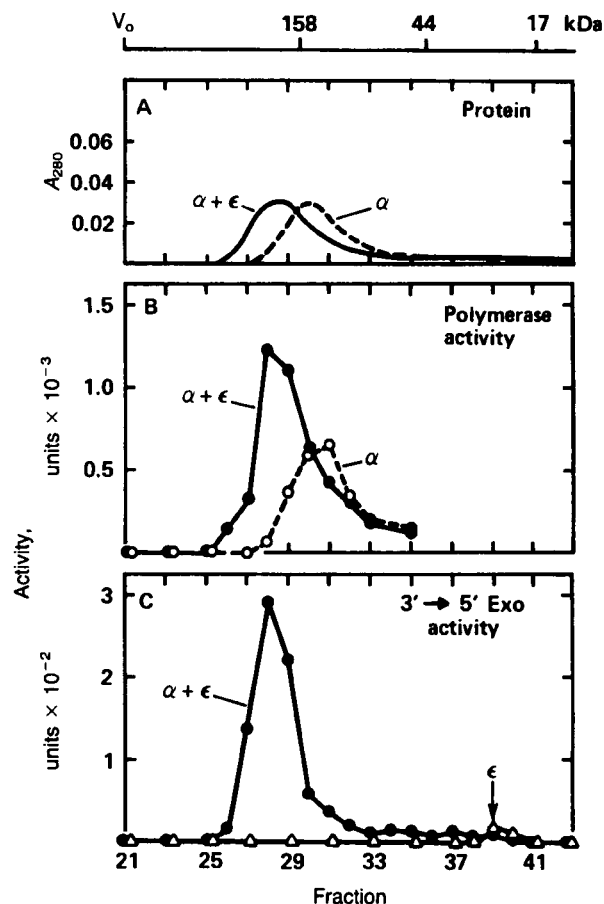 V₀ 158 44 17 kDa
A Protein
A₂₈₀
0.06
0.04
0.02
α + ε
α
B Polymerase activity
units × 10⁻³
1.5
1.0
0.5
α + ε
α
Activity,
C 3' → 5' Exo activity
units × 10⁻²
3
2
1
α + ε
ε
21 25 29 33 37 41
Fraction